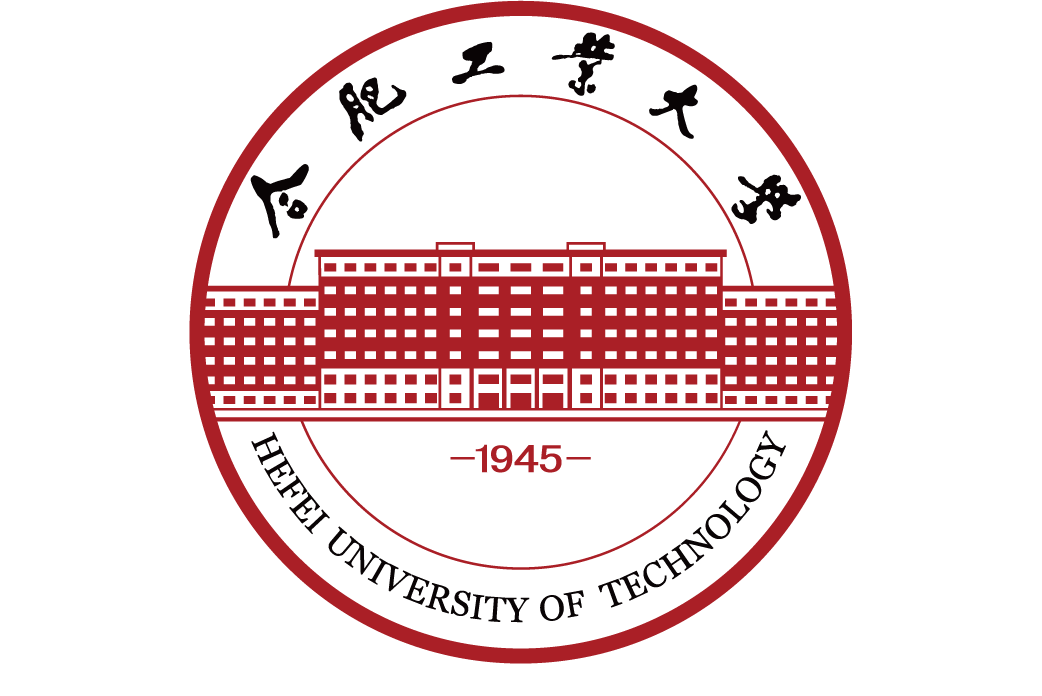 合肥工業大學
1945
HEFEI UNIVERSITY OF TECHNOLOGY